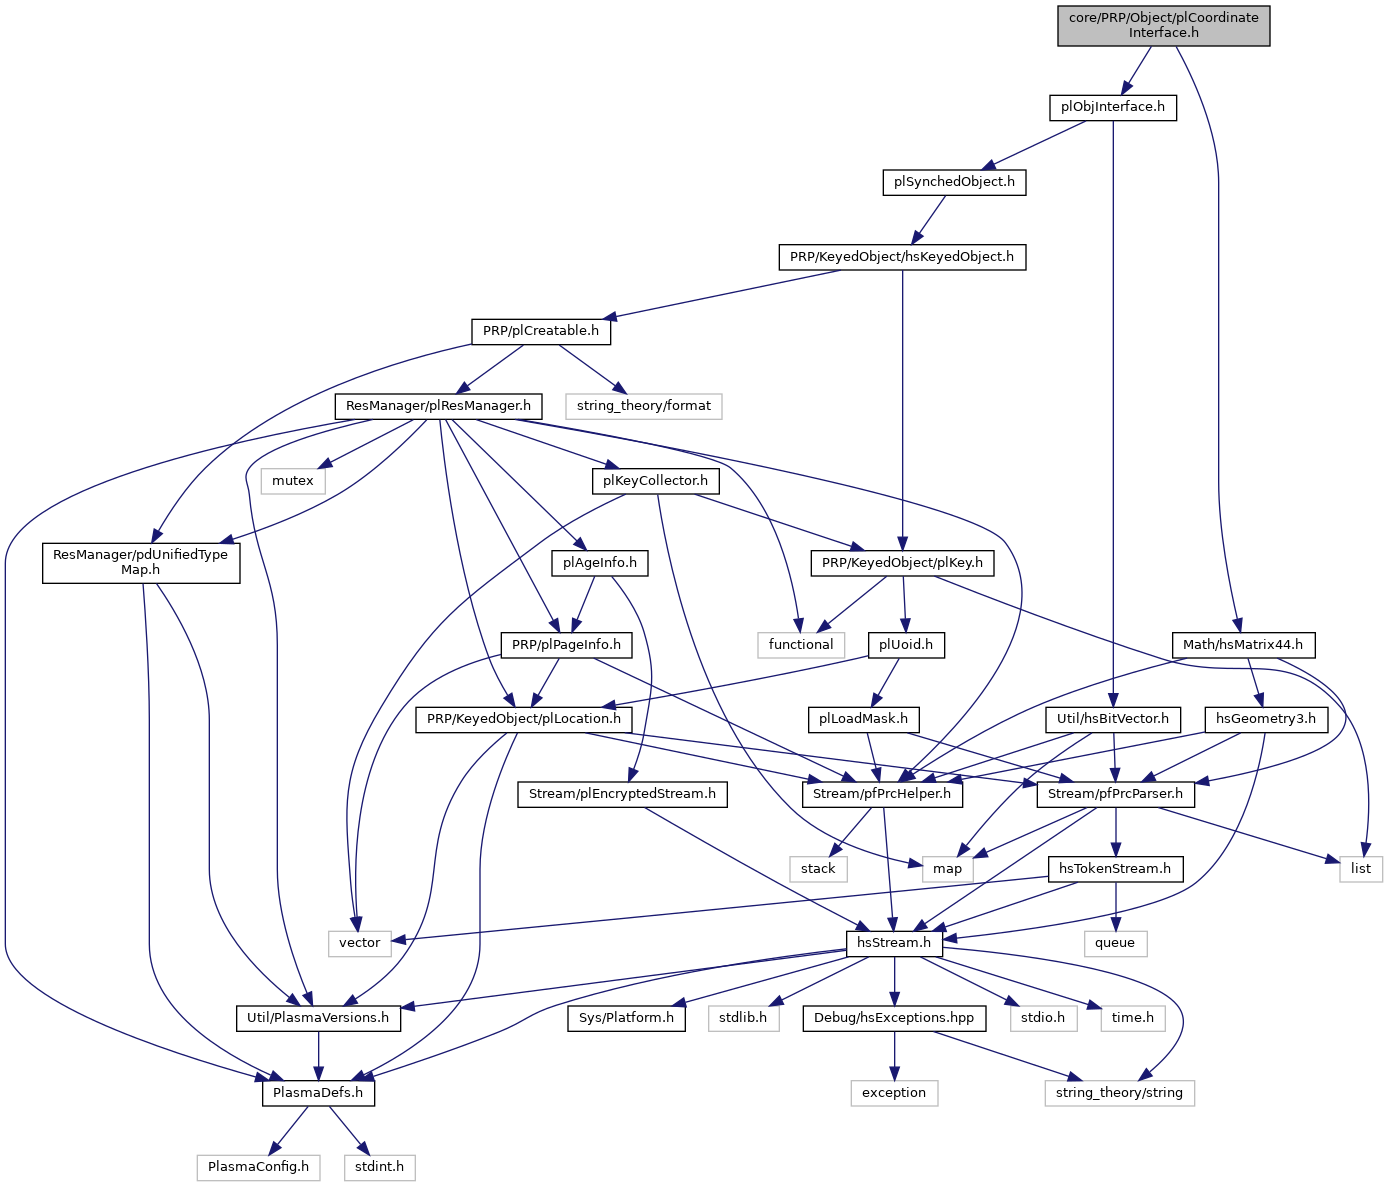 core/PRP/Object/plCoordinate
Interface.h
plObjInterface.h
plSynchedObject.h
PRP/KeyedObject/hsKeyedObject.h
PRP/plCreatable.h
ResManager/plResManager.h
string_theory/format
mutex
plKeyCollector.h
ResManager/pdUnifiedType
Map.h
plAgeInfo.h
PRP/KeyedObject/plKey.h
PRP/plPageInfo.h
functional
plUoid.h
Math/hsMatrix44.h
PRP/KeyedObject/plLocation.h
plLoadMask.h
Util/hsBitVector.h
hsGeometry3.h
Stream/plEncryptedStream.h
Stream/pfPrcHelper.h
Stream/pfPrcParser.h
stack
map
hsTokenStream.h
list
vector
hsStream.h
queue
Util/PlasmaVersions.h
Sys/Platform.h
stdlib.h
Debug/hsExceptions.hpp
stdio.h
time.h
PlasmaDefs.h
exception
string_theory/string
PlasmaConfig.h
stdint.h